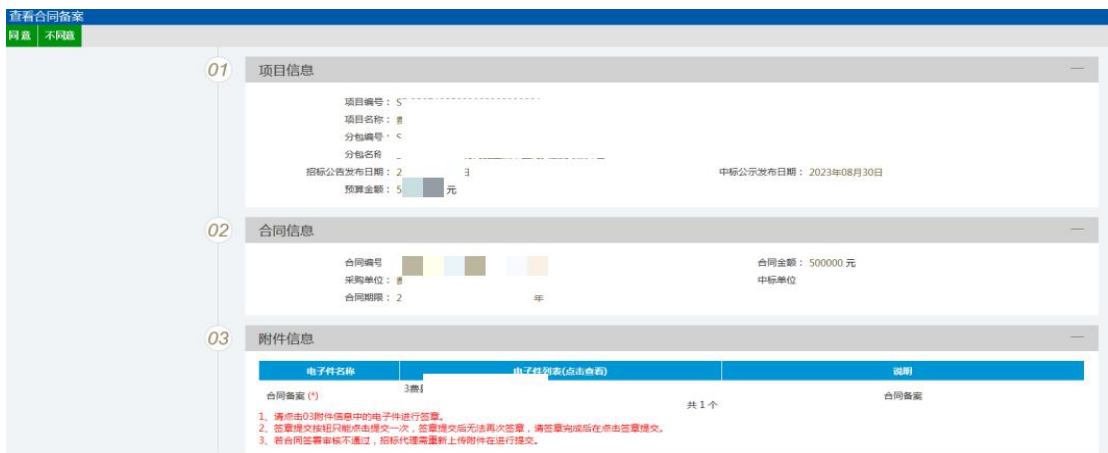 查看合同备案
同意 不同意
01 项目信息
项目编号： S
项目名称：
分包编号：
分包名称
招标公告发布日期： 2 日 中标公示发布日期： 2023年08月30日
预算金额： 5 元
02 合同信息
合同编号 合同金额： 500000 元
采购单位： 中标单位
合同期限： 2 年
03 附件信息
电子件名称 电子件列表(点击查看) 说明
合同备案 (*) 3费县 共 1 个 合同备案
1、请点击03附件信息中的电子件进行签章。
2、签章提交按钮只能点击提交一次，签章提交后无法再次签章，请签章完成后在点击签章提交。
3、若合同签署审核不通过，招标代理需重新上传附件在进行提交。